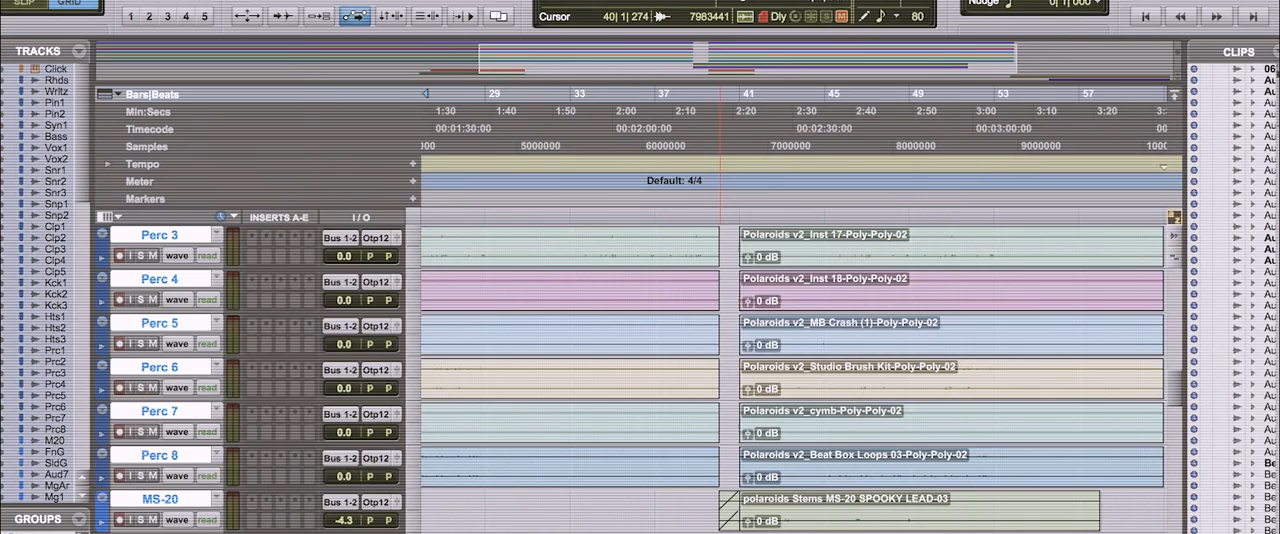 SLIP GRID
1 2 3 4 5
Cursor 40| 1| 274 7983441 Dly M 80
Nudge 0| 1| 000
TRACKS
CLIPS
Click
Rhds
Wrltz
Pin1
Pin2
Syn1
Bass
Vox1
Vox2
Snr1
Snr2
Snr3
Snp1
Snp2
Clp1
Clp2
Clp3
Clp4
Clp5
Kck1
Kck2
Kck3
Hts1
Hts2
Hts3
Prc1
Prc2
Prc3
Prc4
Prc5
Prc6
Prc7
Prc8
M20
FnG
SldG
Aud7
MgAr
Mg1
GROUPS
Bars|Beats 29 33 37 41 45 49 53 57
Min:Secs 1:30 1:40 1:50 2:00 2:10 2:20 2:30 2:40 2:50 3:00 3:10 3:20
Timecode 00:01:30:00 00:02:00:00 00:02:30:00 00:03:00:00
Samples 5000000 6000000 7000000 8000000 9000000
Tempo
Meter Default: 4/4
Markers
INSERTS A-E I / O
Perc 3 Bus 1-2 Otp12 Polaroids v2_Inst 17-Poly-Poly-02
I S M wave read 0.0 P P 0 dB
Perc 4 Bus 1-2 Otp12 Polaroids v2_Inst 18-Poly-Poly-02
I S M wave read 0.0 P P 0 dB
Perc 5 Bus 1-2 Otp12 Polaroids v2_MB Crash (1)-Poly-Poly-02
I S M wave read 0.0 P P 0 dB
Perc 6 Bus 1-2 Otp12 Polaroids v2_Studio Brush Kit-Poly-Poly-02
I S M wave read 0.0 P P 0 dB
Perc 7 Bus 1-2 Otp12 Polaroids v2_cymb-Poly-Poly-02
I S M wave read 0.0 P P 0 dB
Perc 8 Bus 1-2 Otp12 Polaroids v2_Beat Box Loops 03-Poly-Poly-02
I S M wave read 0.0 P P 0 dB
MS-20 Bus 1-2 Otp12 polaroids Stems MS-20 SPOOKY LEAD-03
I S M wave read -4.3 P P 0 dB